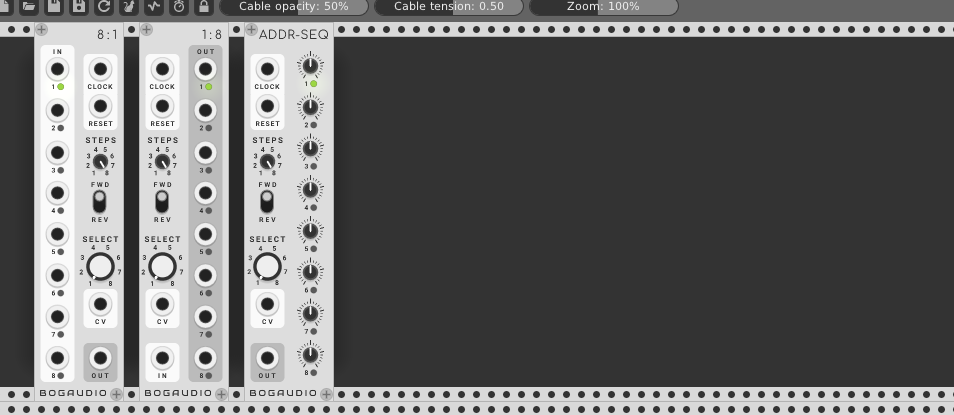 Cable opacity: 50%
Cable tension: 0.50
Zoom: 100%
8:1
IN
1
2
3
4
5
6
7
8
CLOCK
RESET
STEPS
1 2 3 4 5 6 7 8
FWD
REV
SELECT
1 2 3 4 5 6 7 8
CV
OUT
BOGAUDIO
1:8
CLOCK
RESET
STEPS
1 2 3 4 5 6 7 8
FWD
REV
SELECT
1 2 3 4 5 6 7 8
CV
IN
OUT
1
2
3
4
5
6
7
8
BOGAUDIO
ADDR-SEQ
CLOCK
RESET
STEPS
1 2 3 4 5 6 7 8
FWD
REV
SELECT
1 2 3 4 5 6 7 8
CV
OUT
1
2
3
4
5
6
7
8
BOGAUDIO